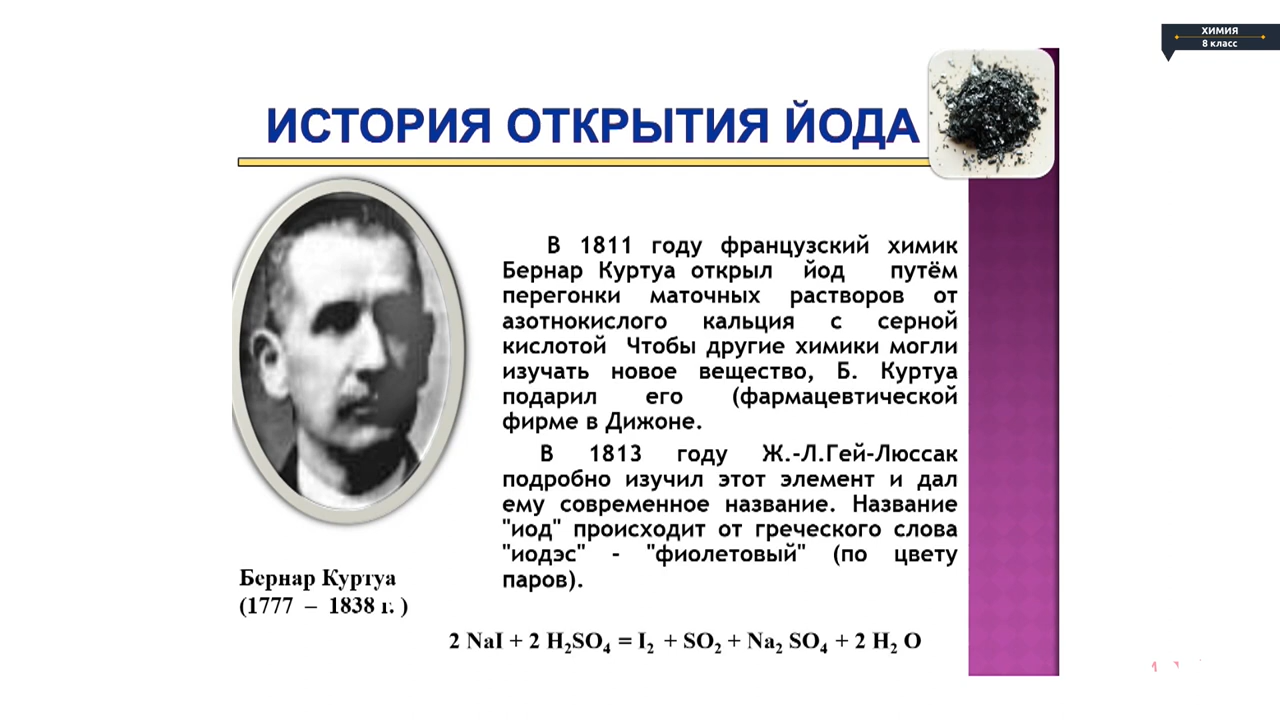 ХИМИЯ
8 класс
ИСТОРИЯ ОТКРЫТИЯ ЙОДА
В 1811 году французский химик
Бернар Куртуа открыл йод путём
перегонки маточных растворов от
азотнокислого кальция с серной
кислотой Чтобы другие химики могли
изучать новое вещество, Б. Куртуа
подарил его (фармацевтической
фирме в Дижоне.
В 1813 году Ж.-Л.Гей-Люссак
подробно изучил этот элемент и дал
ему современное название. Название
"иод" происходит от греческого слова
"иодэс" - "фиолетовый" (по цвету
паров).
Бернар Куртуа
(1777 – 1838 г. )
2 NaI + 2 H₂SO₄ = I₂ + SO₂ + Na₂ SO₄ + 2 H₂ O